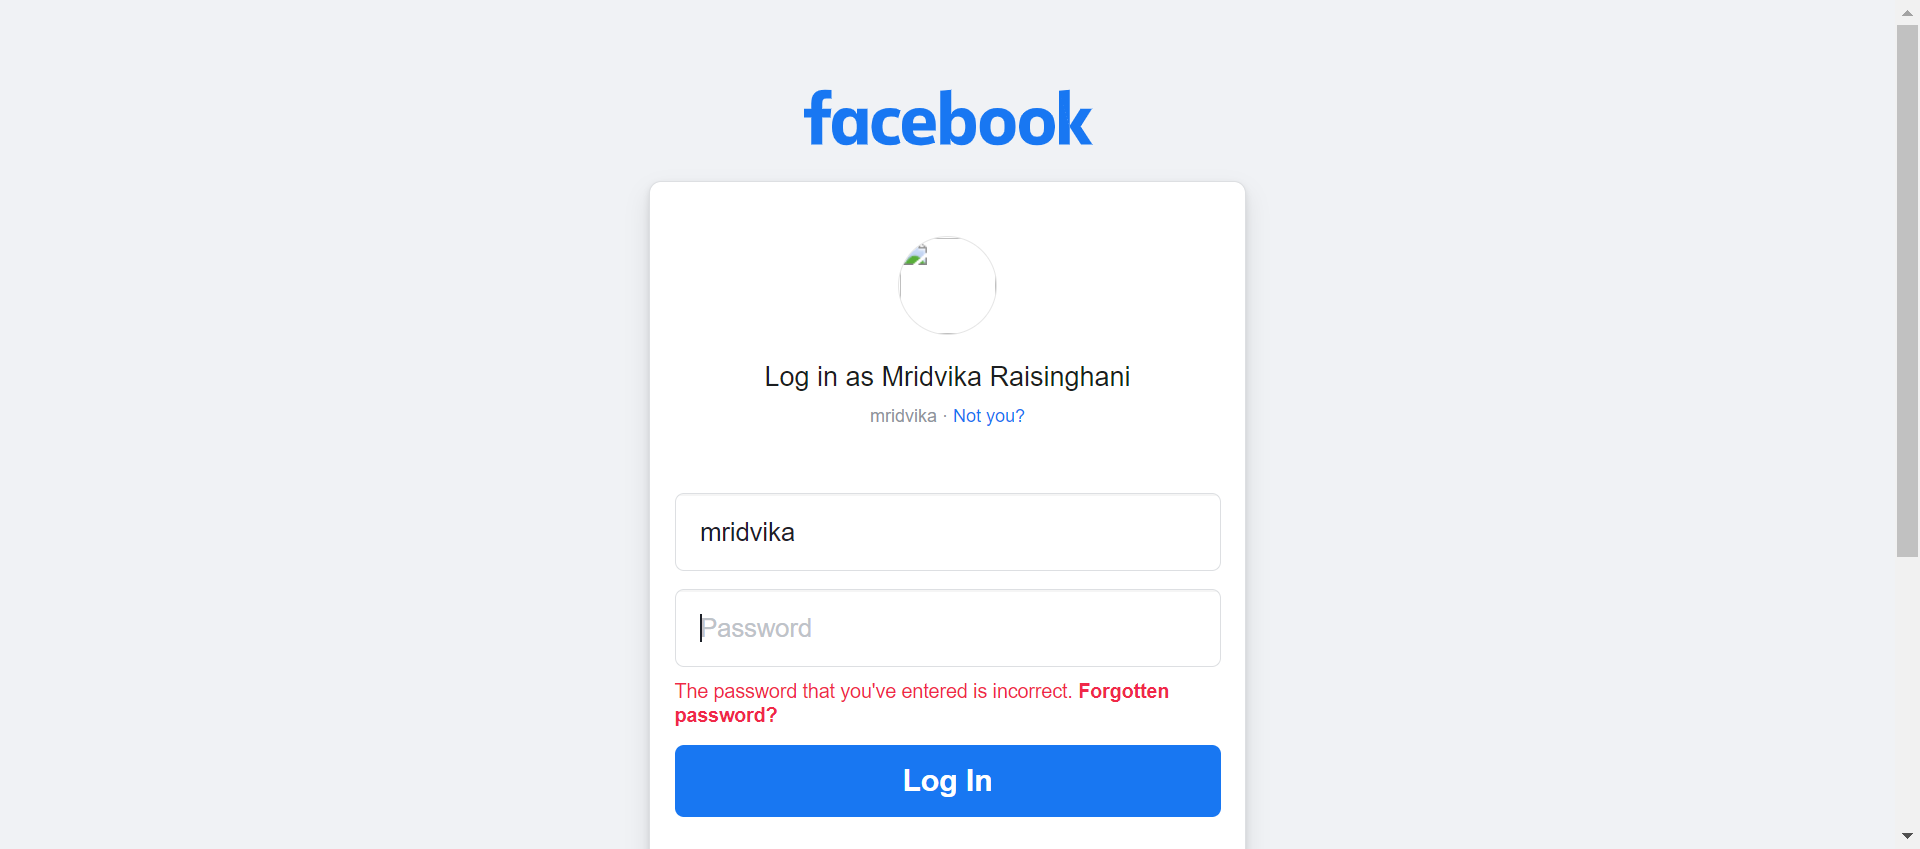 facebook
Log in as Mridvika Raisinghani
mridvika · Not you?
mridvika
Password
The password that you've entered is incorrect. Forgotten
password?
Log In